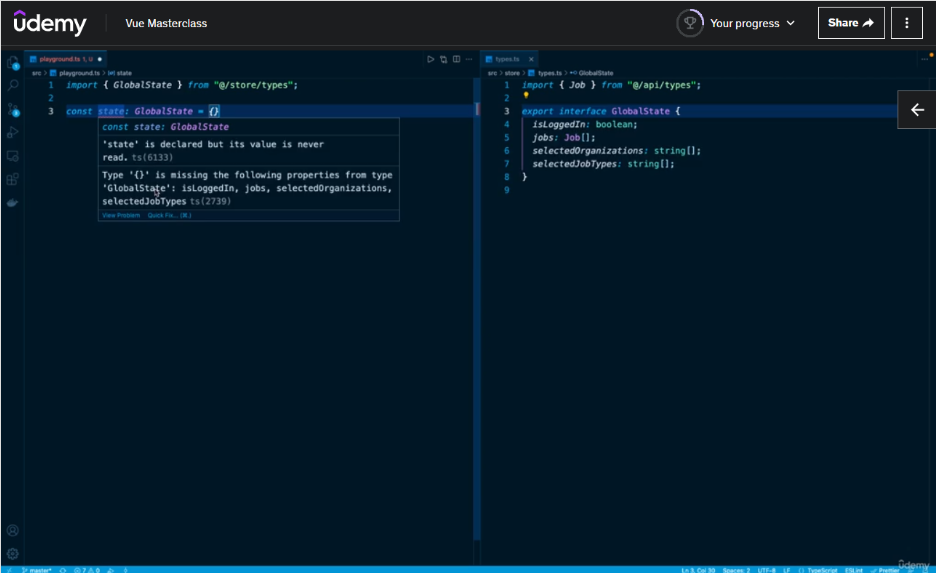 ûdemy
Vue Masterclass
Your progress
Share
playground.ts 1, U
types.ts
src > playground.ts > state
src > store > types.ts > GlobalState
1 import { GlobalState } from "@/store/types";
2
3 const state: GlobalState = {}
const state: GlobalState
'state' is declared but its value is never
read. ts(6133)
Type '{}' is missing the following properties from type
'GlobalState': isLoggedIn, jobs, selectedOrganizations,
selectedJobTypes ts(2739)
View Problem Quick Fix... (⌘.)
1 import { Job } from "@/api/types";
2
3 export interface GlobalState {
4 isLoggedIn: boolean;
5 jobs: Job[];
6 selectedOrganizations: string[];
7 selectedJobTypes: string[];
8 }
9
master* 7 0
Ln 3, Col 30 Spaces: 2 UTF-8 LF TypeScript ESLint Prettier
ûdemy